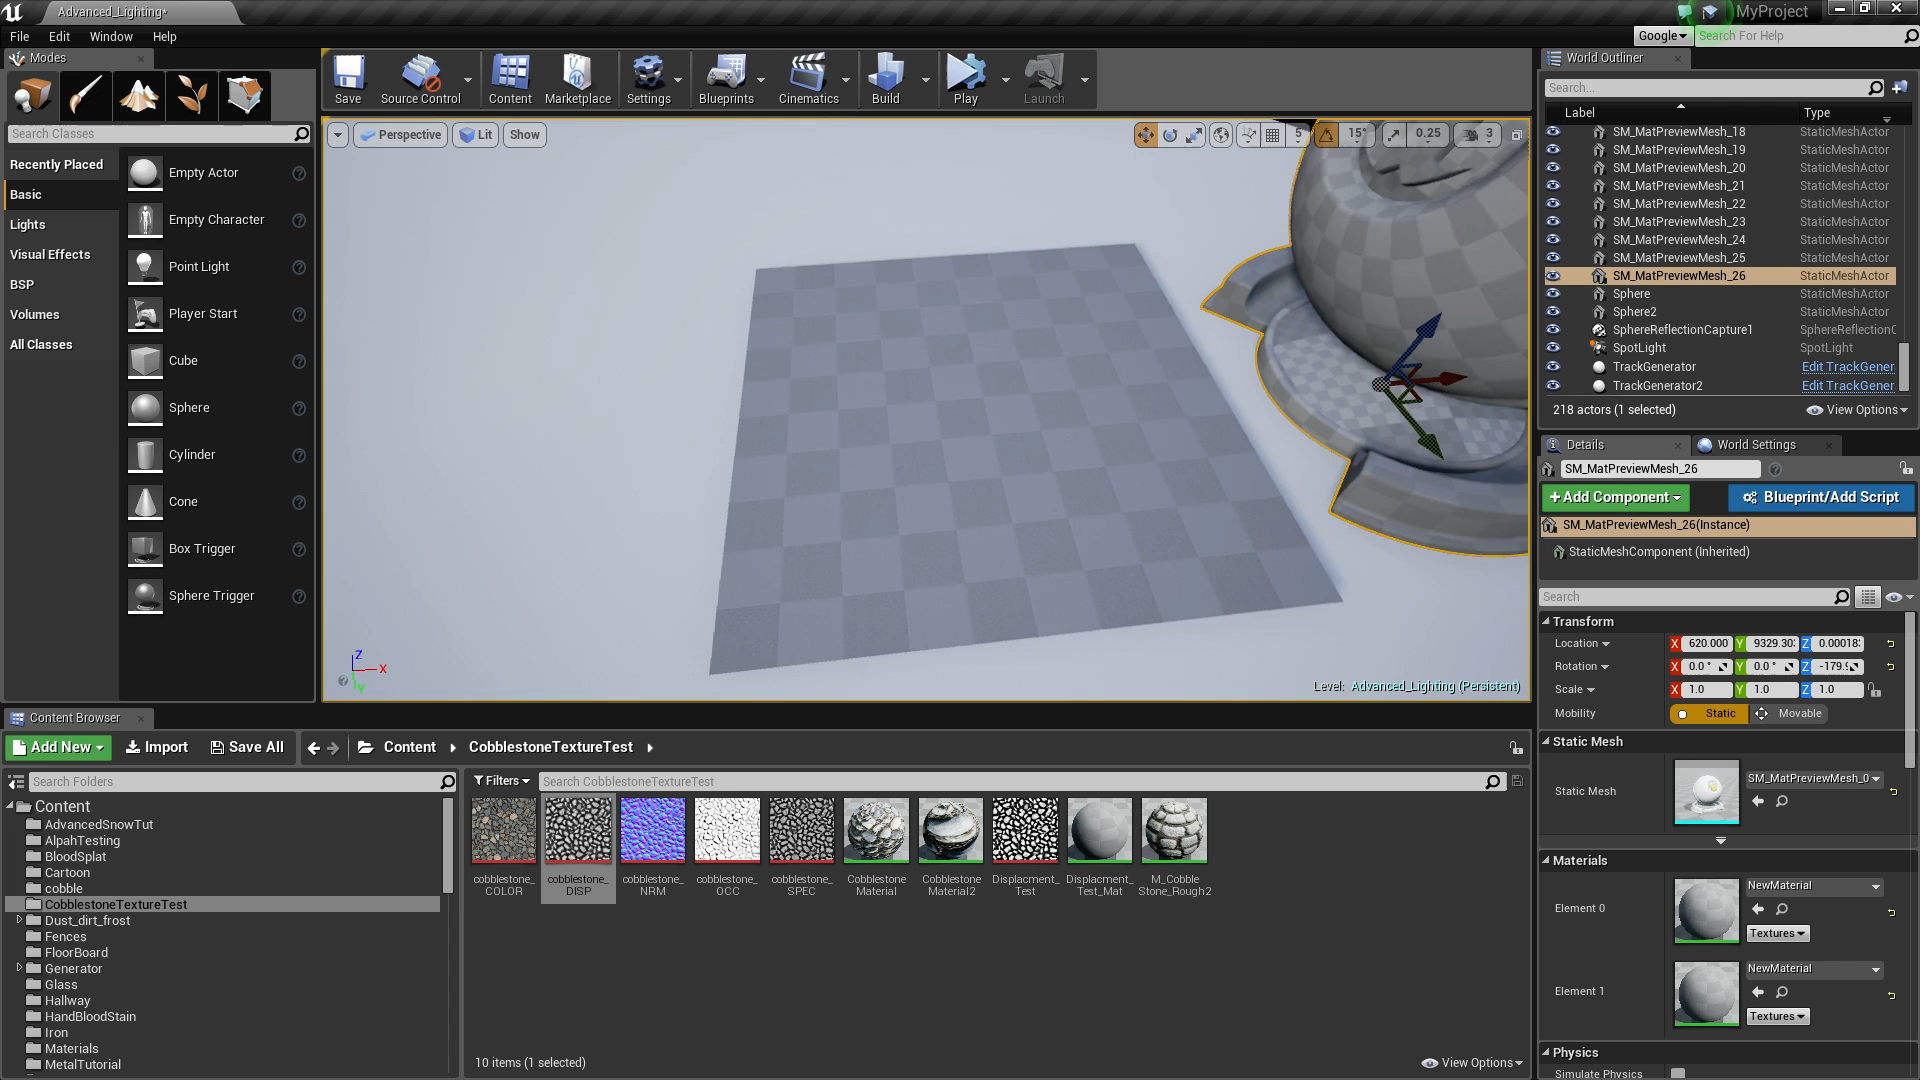 Advanced_Lighting*
MyProject
File Edit Window Help
Google
Search For Help
Modes
Search Classes
Recently Placed
Basic
Lights
Visual Effects
BSP
Volumes
All Classes
Empty Actor
Empty Character
Point Light
Player Start
Cube
Sphere
Cylinder
Cone
Box Trigger
Sphere Trigger
Save
Source Control
Content
Marketplace
Settings
Blueprints
Cinematics
Build
Play
Launch
Perspective
Lit
Show
5
15°
0.25
3
Z
X
Y
Level: Advanced_Lighting (Persistent)
World Outliner
Search...
Label Type
SM_MatPreviewMesh_18 StaticMeshActor
SM_MatPreviewMesh_19 StaticMeshActor
SM_MatPreviewMesh_20 StaticMeshActor
SM_MatPreviewMesh_21 StaticMeshActor
SM_MatPreviewMesh_22 StaticMeshActor
SM_MatPreviewMesh_23 StaticMeshActor
SM_MatPreviewMesh_24 StaticMeshActor
SM_MatPreviewMesh_25 StaticMeshActor
SM_MatPreviewMesh_26 StaticMeshActor
Sphere StaticMeshActor
Sphere2 StaticMeshActor
SphereReflectionCapture1 SphereReflectionC
SpotLight SpotLight
TrackGenerator Edit TrackGener
TrackGenerator2 Edit TrackGener
218 actors (1 selected)
View Options
Details
World Settings
SM_MatPreviewMesh_26
+Add Component
Blueprint/Add Script
SM_MatPreviewMesh_26(Instance)
StaticMeshComponent (Inherited)
Search
Transform
Location X 620.000 Y 9329.30 Z 0.00018
Rotation X 0.0° Y 0.0° Z -179.9
Scale X 1.0 Y 1.0 Z 1.0
Mobility Static Movable
Static Mesh
Static Mesh
SM_MatPreviewMesh_0
Materials
Element 0
NewMaterial
Textures
Element 1
NewMaterial
Textures
Physics
Simulate Physics
Content Browser
Add New
Import
Save All
Content
CobblestoneTextureTest
Search Folders
Content
AdvancedSnowTut
AlpahTesting
BloodSplat
Cartoon
cobble
CobblestoneTextureTest
Dust_dirt_frost
Fences
FloorBoard
Generator
Glass
Hallway
HandBloodStain
Iron
Materials
MetalTutorial
Filters
Search CobblestoneTextureTest
cobblestone_COLOR
cobblestone_DISP
cobblestone_NRM
cobblestone_OCC
cobblestone_SPEC
Cobblestone Material
Cobblestone Material2
Displacment_Test
Displacment_Test_Mat
M_Cobble Stone_Rough2
10 items (1 selected)
View Options